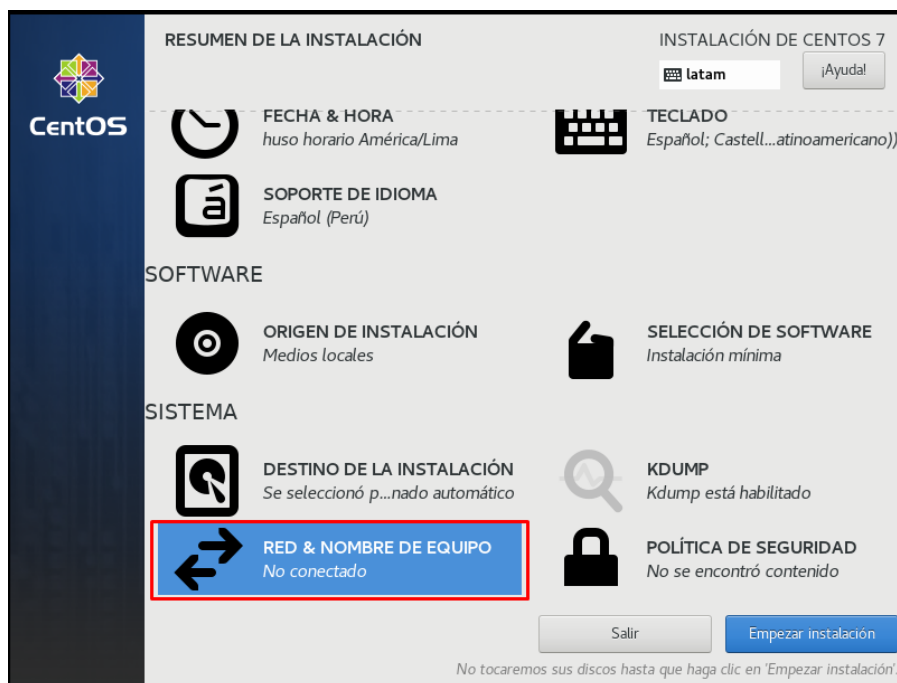 RESUMEN DE LA INSTALACIÓN
INSTALACIÓN DE CENTOS 7
latam
¡Ayuda!
CentOS
FECHA & HORA
huso horario América/Lima
TECLADO
Español; Castell...atinoamericano))
SOPORTE DE IDIOMA
Español (Perú)
SOFTWARE
ORIGEN DE INSTALACIÓN
Medios locales
SELECCIÓN DE SOFTWARE
Instalación mínima
SISTEMA
DESTINO DE LA INSTALACIÓN
Se seleccionó p...nado automático
KDUMP
Kdump está habilitado
RED & NOMBRE DE EQUIPO
No conectado
POLÍTICA DE SEGURIDAD
No se encontró contenido
Salir
Empezar instalación
No tocaremos sus discos hasta que haga clic en 'Empezar instalación'.